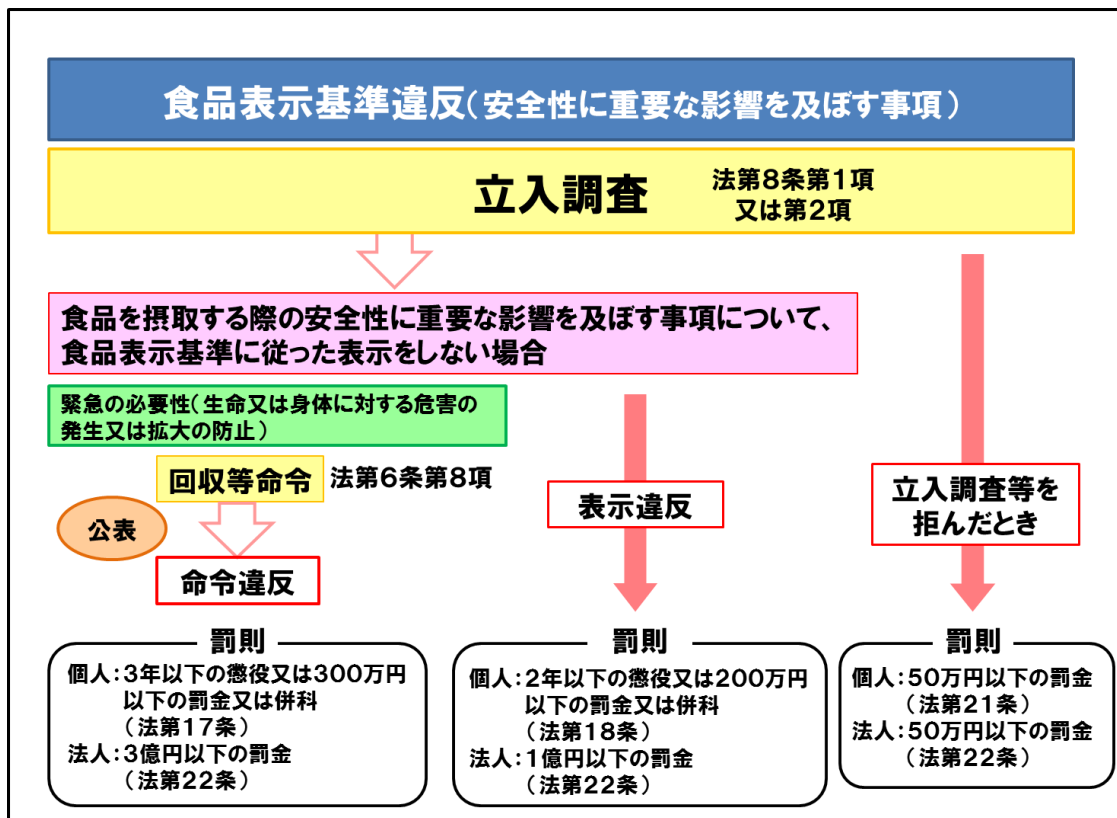 食品表示基準違反(安全性に重要な影響を及ぼす事項)
立入調査
法第8条第1項
又は第2項
食品を摂取する際の安全性に重要な影響を及ぼす事項について、
食品表示基準に従った表示をしない場合
緊急の必要性(生命又は身体に対する危害の
発生又は拡大の防止)
回収等命令
法第6条第8項
公表
命令違反
表示違反
立入調査等を
拒んだとき
罰則
個人:3年以下の懲役又は300万円
以下の罰金又は併科
(法第17条)
法人:3億円以下の罰金
(法第22条)
罰則
個人:2年以下の懲役又は200万円
以下の罰金又は併科
(法第18条)
法人:1億円以下の罰金
(法第22条)
罰則
個人:50万円以下の罰金
(法第21条)
法人:50万円以下の罰金
(法第22条)